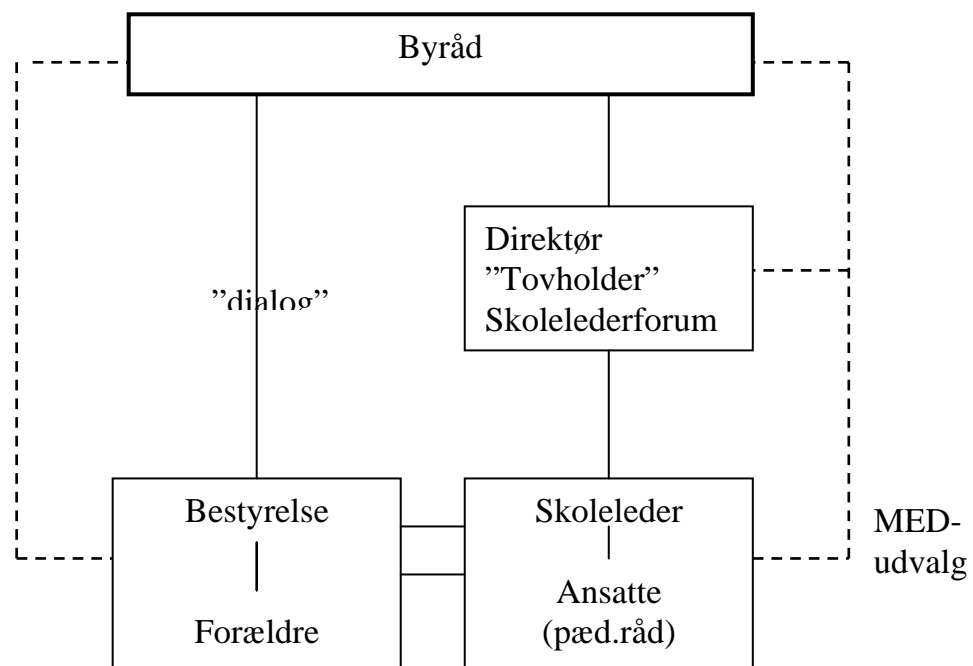 Byråd
Direktør
”Tovholder”
Skolelederforum
”dialog”
Bestyrelse
Forældre
Skoleleder
Ansatte
(pæd.råd)
MED-
udvalg